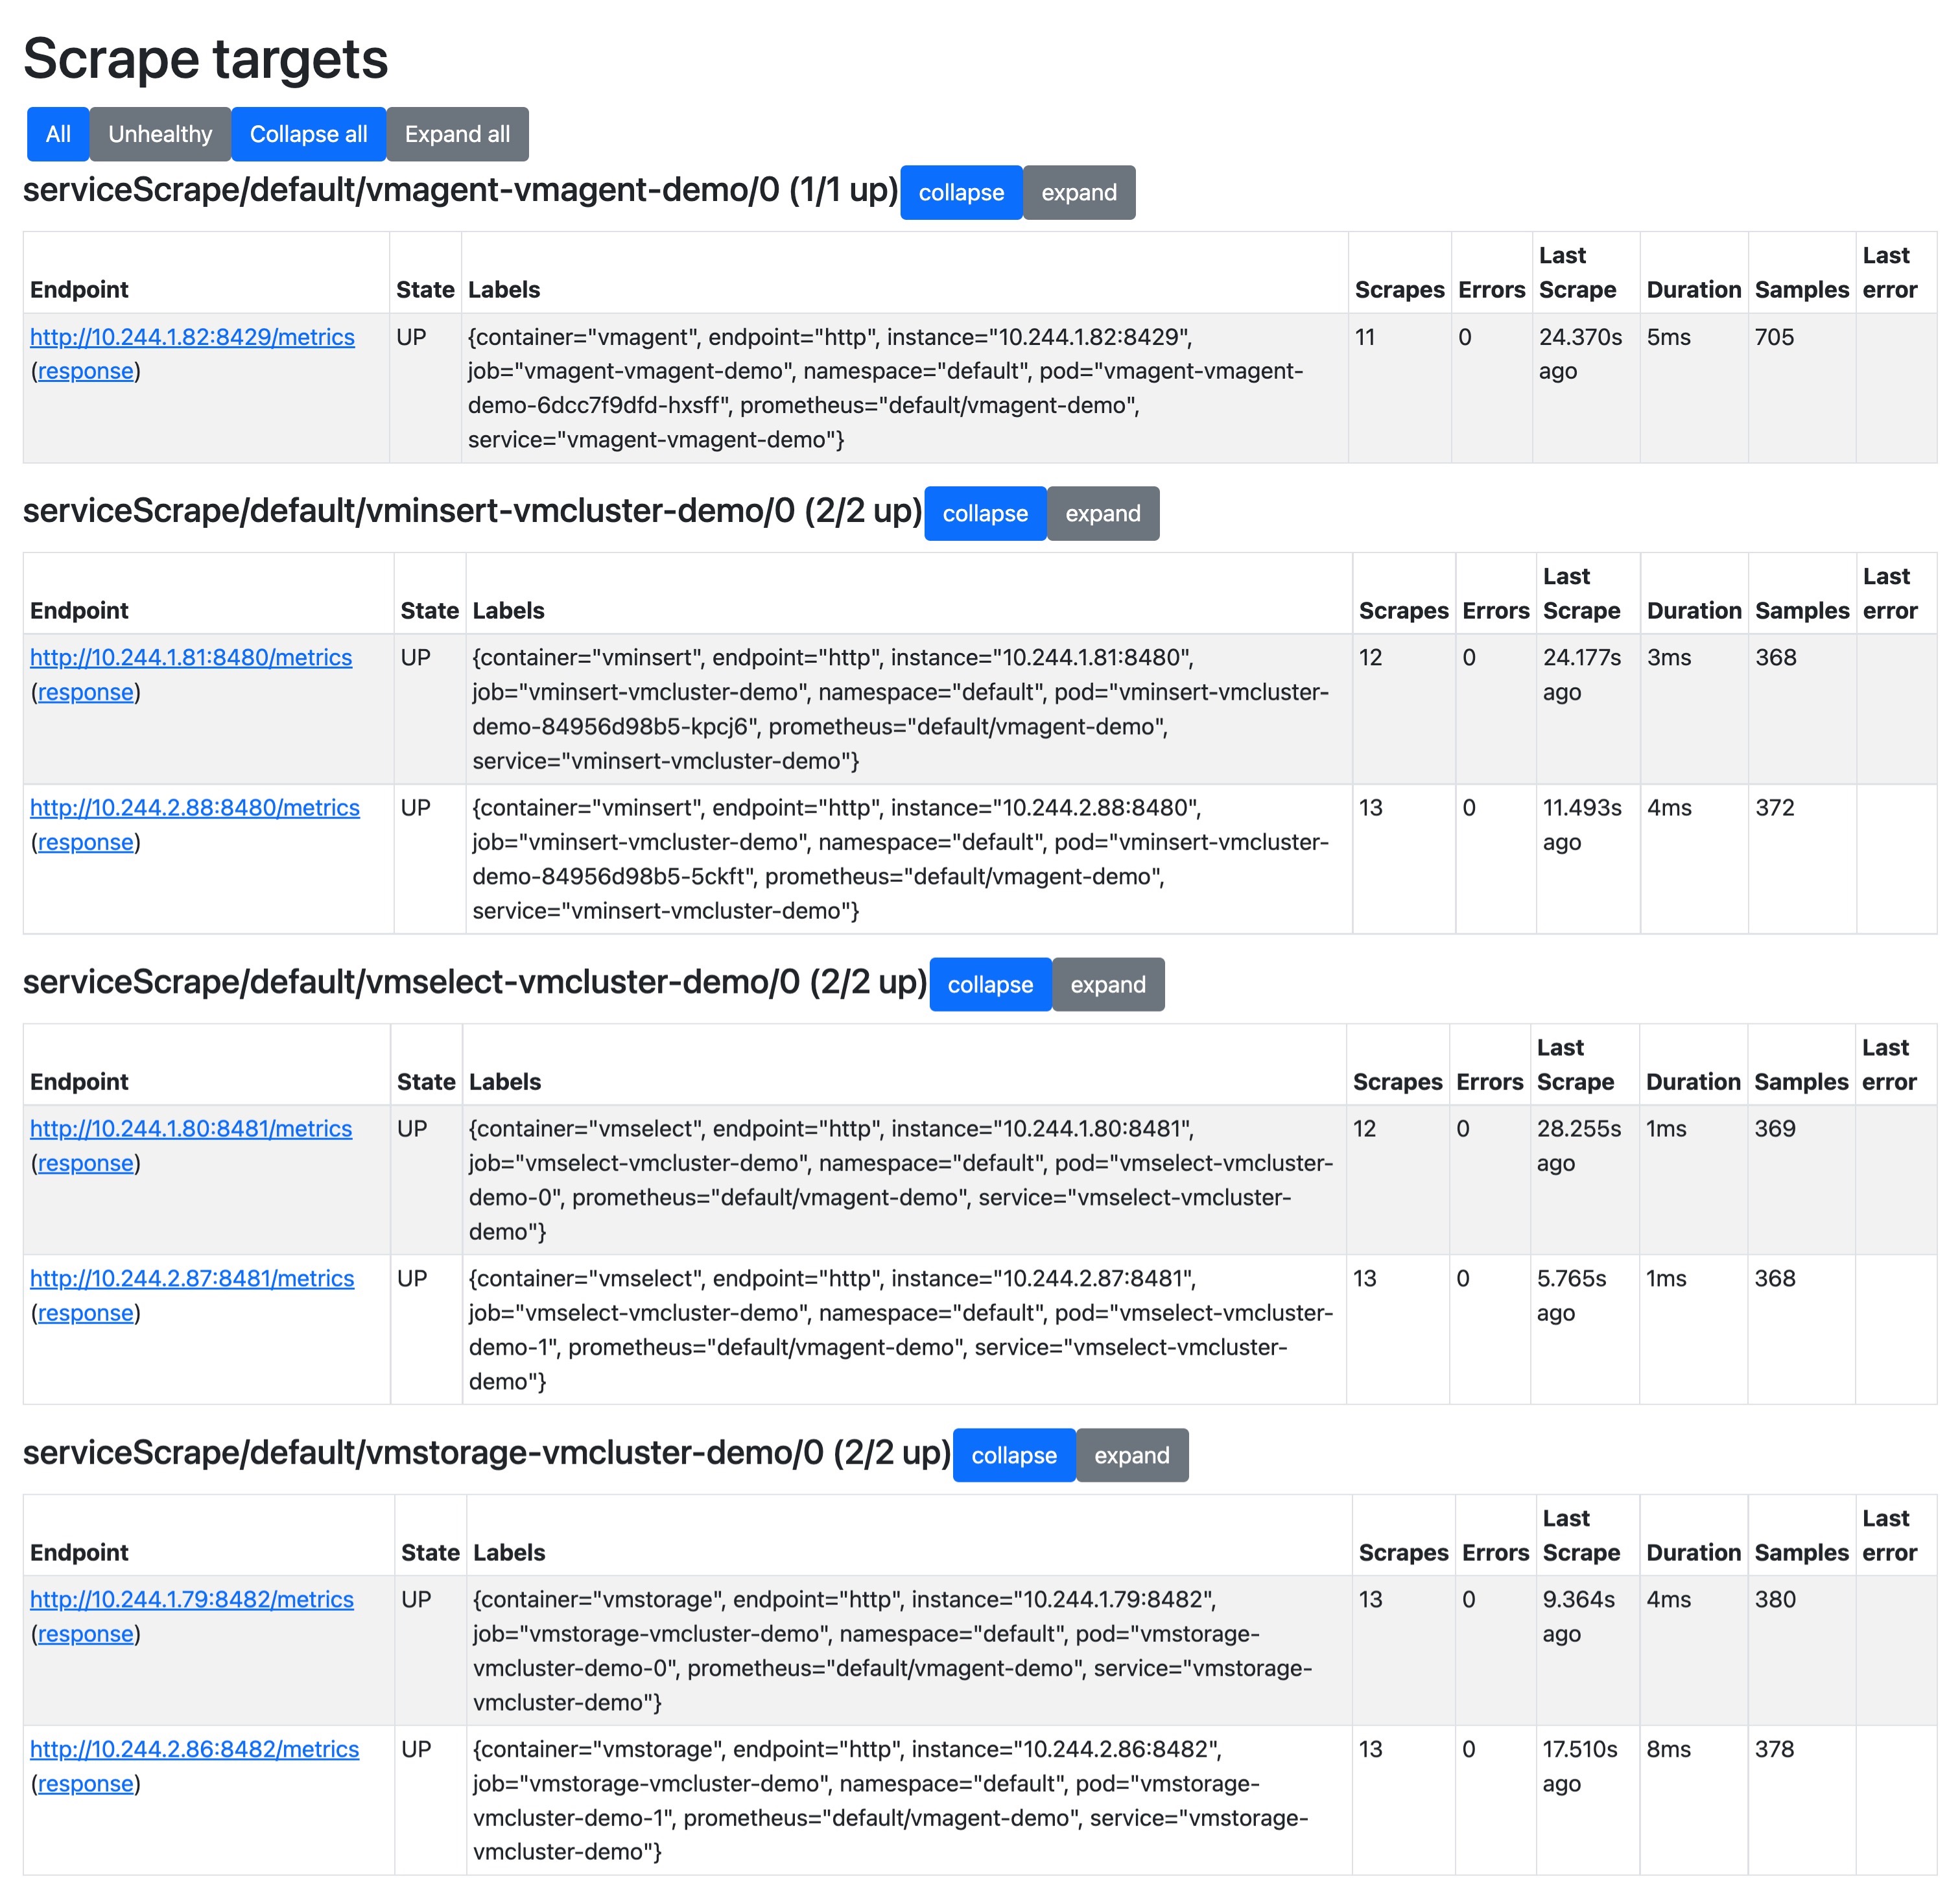 Scrape targets
All Unhealthy Collapse all Expand all
serviceScrape/default/vmagent-vmagent-demo/0 (1/1 up) collapse expand
Endpoint State Labels Scrapes Errors Last Scrape Duration Samples Last error
http://10.244.1.82:8429/metrics UP {container="vmagent", endpoint="http", instance="10.244.1.82:8429", 11 0 24.370s 5ms 705
(response) job="vmagent-vmagent-demo", namespace="default", pod="vmagent-vmagent- ago
demo-6dcc7f9dfd-hxsff", prometheus="default/vmagent-demo",
service="vmagent-vmagent-demo"}
serviceScrape/default/vminsert-vmcluster-demo/0 (2/2 up) collapse expand
Endpoint State Labels Scrapes Errors Last Scrape Duration Samples Last error
http://10.244.1.81:8480/metrics UP {container="vminsert", endpoint="http", instance="10.244.1.81:8480", 12 0 24.177s 3ms 368
(response) job="vminsert-vmcluster-demo", namespace="default", pod="vminsert-vmcluster- ago
demo-84956d98b5-kpcj6", prometheus="default/vmagent-demo",
service="vminsert-vmcluster-demo"}
http://10.244.2.88:8480/metrics UP {container="vminsert", endpoint="http", instance="10.244.2.88:8480", 13 0 11.493s 4ms 372
(response) job="vminsert-vmcluster-demo", namespace="default", pod="vminsert-vmcluster- ago
demo-84956d98b5-5ckft", prometheus="default/vmagent-demo",
service="vminsert-vmcluster-demo"}
serviceScrape/default/vmselect-vmcluster-demo/0 (2/2 up) collapse expand
Endpoint State Labels Scrapes Errors Last Scrape Duration Samples Last error
http://10.244.1.80:8481/metrics UP {container="vmselect", endpoint="http", instance="10.244.1.80:8481", 12 0 28.255s 1ms 369
(response) job="vmselect-vmcluster-demo", namespace="default", pod="vmselect-vmcluster- ago
demo-0", prometheus="default/vmagent-demo", service="vmselect-vmcluster-
demo"}
http://10.244.2.87:8481/metrics UP {container="vmselect", endpoint="http", instance="10.244.2.87:8481", 13 0 5.765s 1ms 368
(response) job="vmselect-vmcluster-demo", namespace="default", pod="vmselect-vmcluster- ago
demo-1", prometheus="default/vmagent-demo", service="vmselect-vmcluster-
demo"}
serviceScrape/default/vmstorage-vmcluster-demo/0 (2/2 up) collapse expand
Endpoint State Labels Scrapes Errors Last Scrape Duration Samples Last error
http://10.244.1.79:8482/metrics UP {container="vmstorage", endpoint="http", instance="10.244.1.79:8482", 13 0 9.364s 4ms 380
(response) job="vmstorage-vmcluster-demo", namespace="default", pod="vmstorage- ago
vmcluster-demo-0", prometheus="default/vmagent-demo", service="vmstorage-
vmcluster-demo"}
http://10.244.2.86:8482/metrics UP {container="vmstorage", endpoint="http", instance="10.244.2.86:8482", 13 0 17.510s 8ms 378
(response) job="vmstorage-vmcluster-demo", namespace="default", pod="vmstorage- ago
vmcluster-demo-1", prometheus="default/vmagent-demo", service="vmstorage-
vmcluster-demo"}